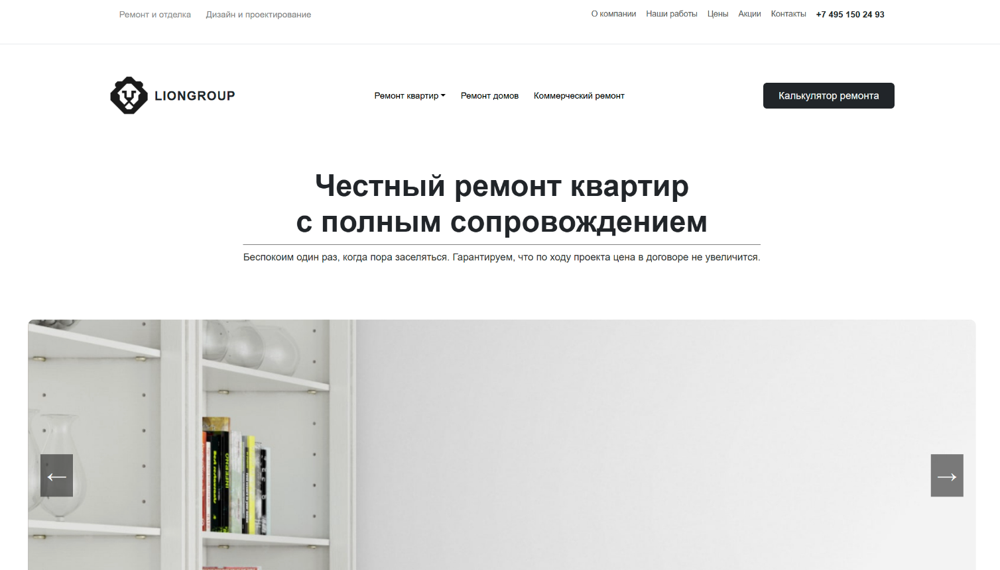 Ремонт и отделка Дизайн и проектирование О компании Наши работы Цены Акции Контакты +7 495 150 24 93
LIONGROUP Ремонт квартир Ремонт домов Коммерческий ремонт Калькулятор ремонта
Честный ремонт квартир
с полным сопровождением
Беспокоим один раз, когда пора заселяться. Гарантируем, что по ходу проекта цена в договоре не увеличится.